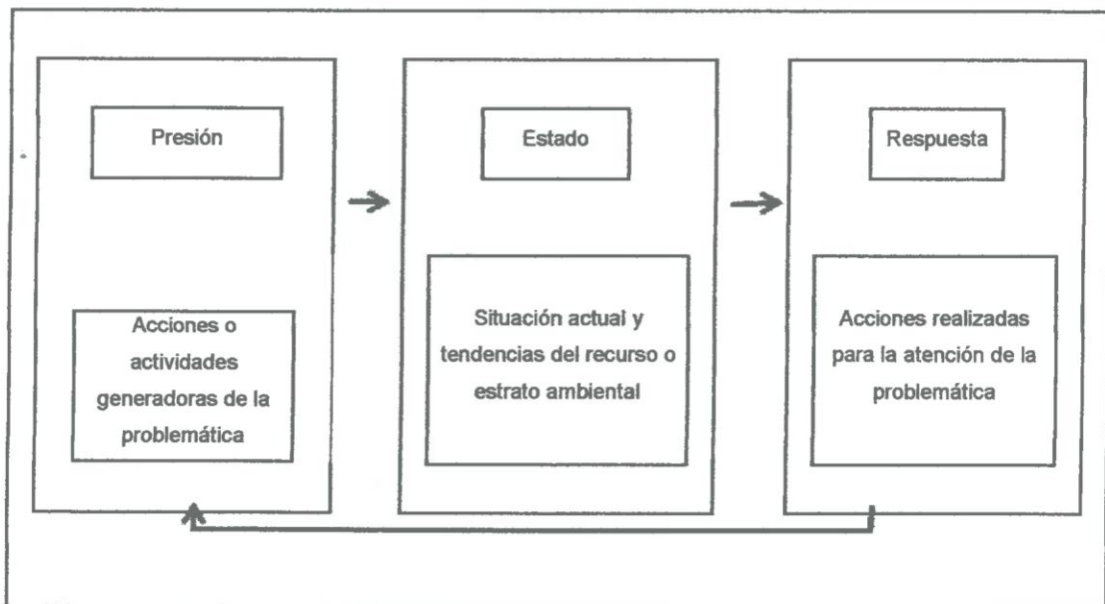 Presión
Acciones o
actividades
generadoras de la
problemática
Estado
Situación actual y
tendencias del recurso o
estrato ambiental
Respuesta
Acciones realizadas
para la atención de la
problemática